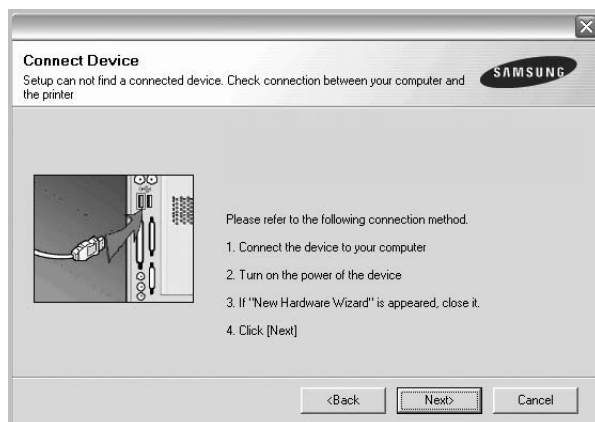 Connect Device
Setup can not find a connected device. Check connection between your computer and
the printer
SAMSUNG
Please refer to the following connection method.
1. Connect the device to your computer
2. Turn on the power of the device
3. If "New Hardware Wizard" is appeared, close it.
4. Click [Next]
<Back
Next>
Cancel